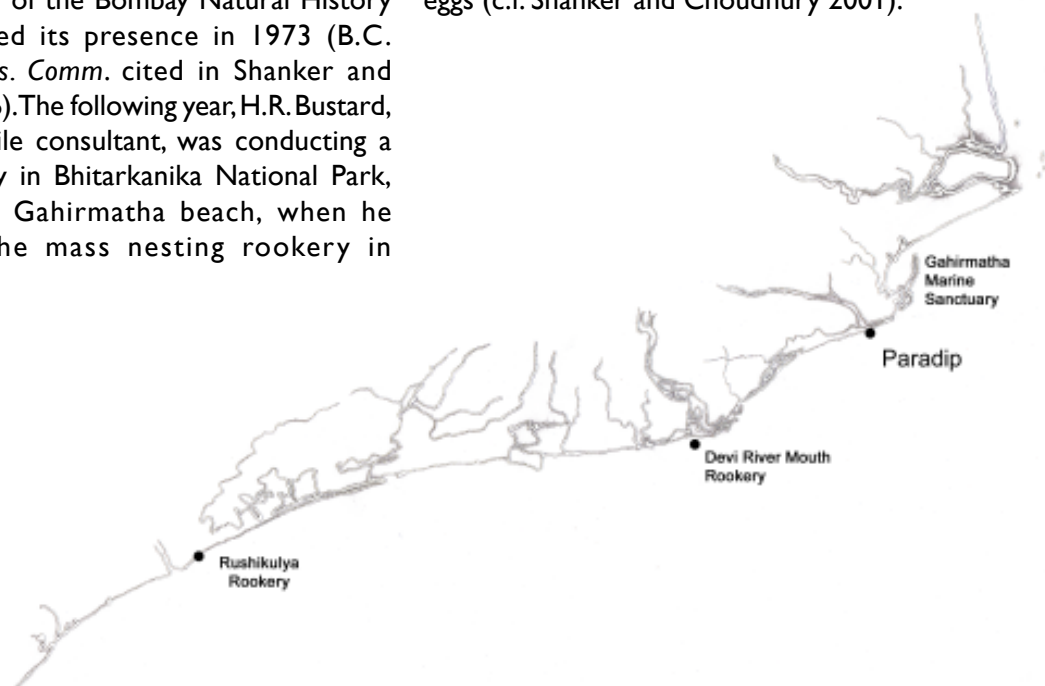 of the Bombay Natural History
ed its presence in 1973 (B.C.
s. Comm. cited in Shanker and
). The following year, H.R. Bustard,
ile consultant, was conducting a
y in Bhitarkanika National Park,
Gahirmatha beach, when he
he mass nesting rookery in
eggs (c.f. Shanker and Choudhury 2001).
Gahirmatha
Marine
Sanctuary
Paradip
Devi River Mouth
Rookery
Rushikulya
Rookery